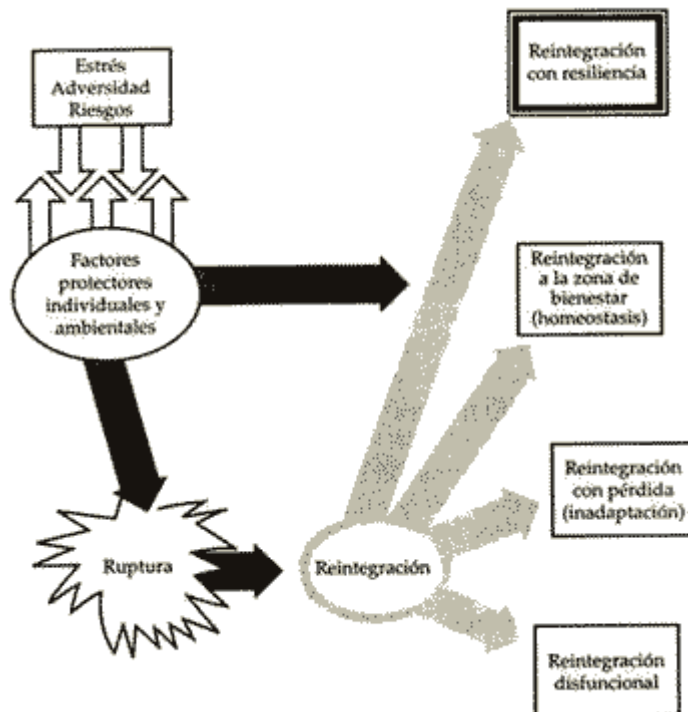 Estrés
Adversidad
Riesgos
Factores
protectores
individuales y
ambientales
Ruptura
Reintegración
Reintegración
con resiliencia
Reintegración
a la zona de
bienestar
(homeostasis)
Reintegración
con pérdida
(inadaptación)
Reintegración
disfuncional